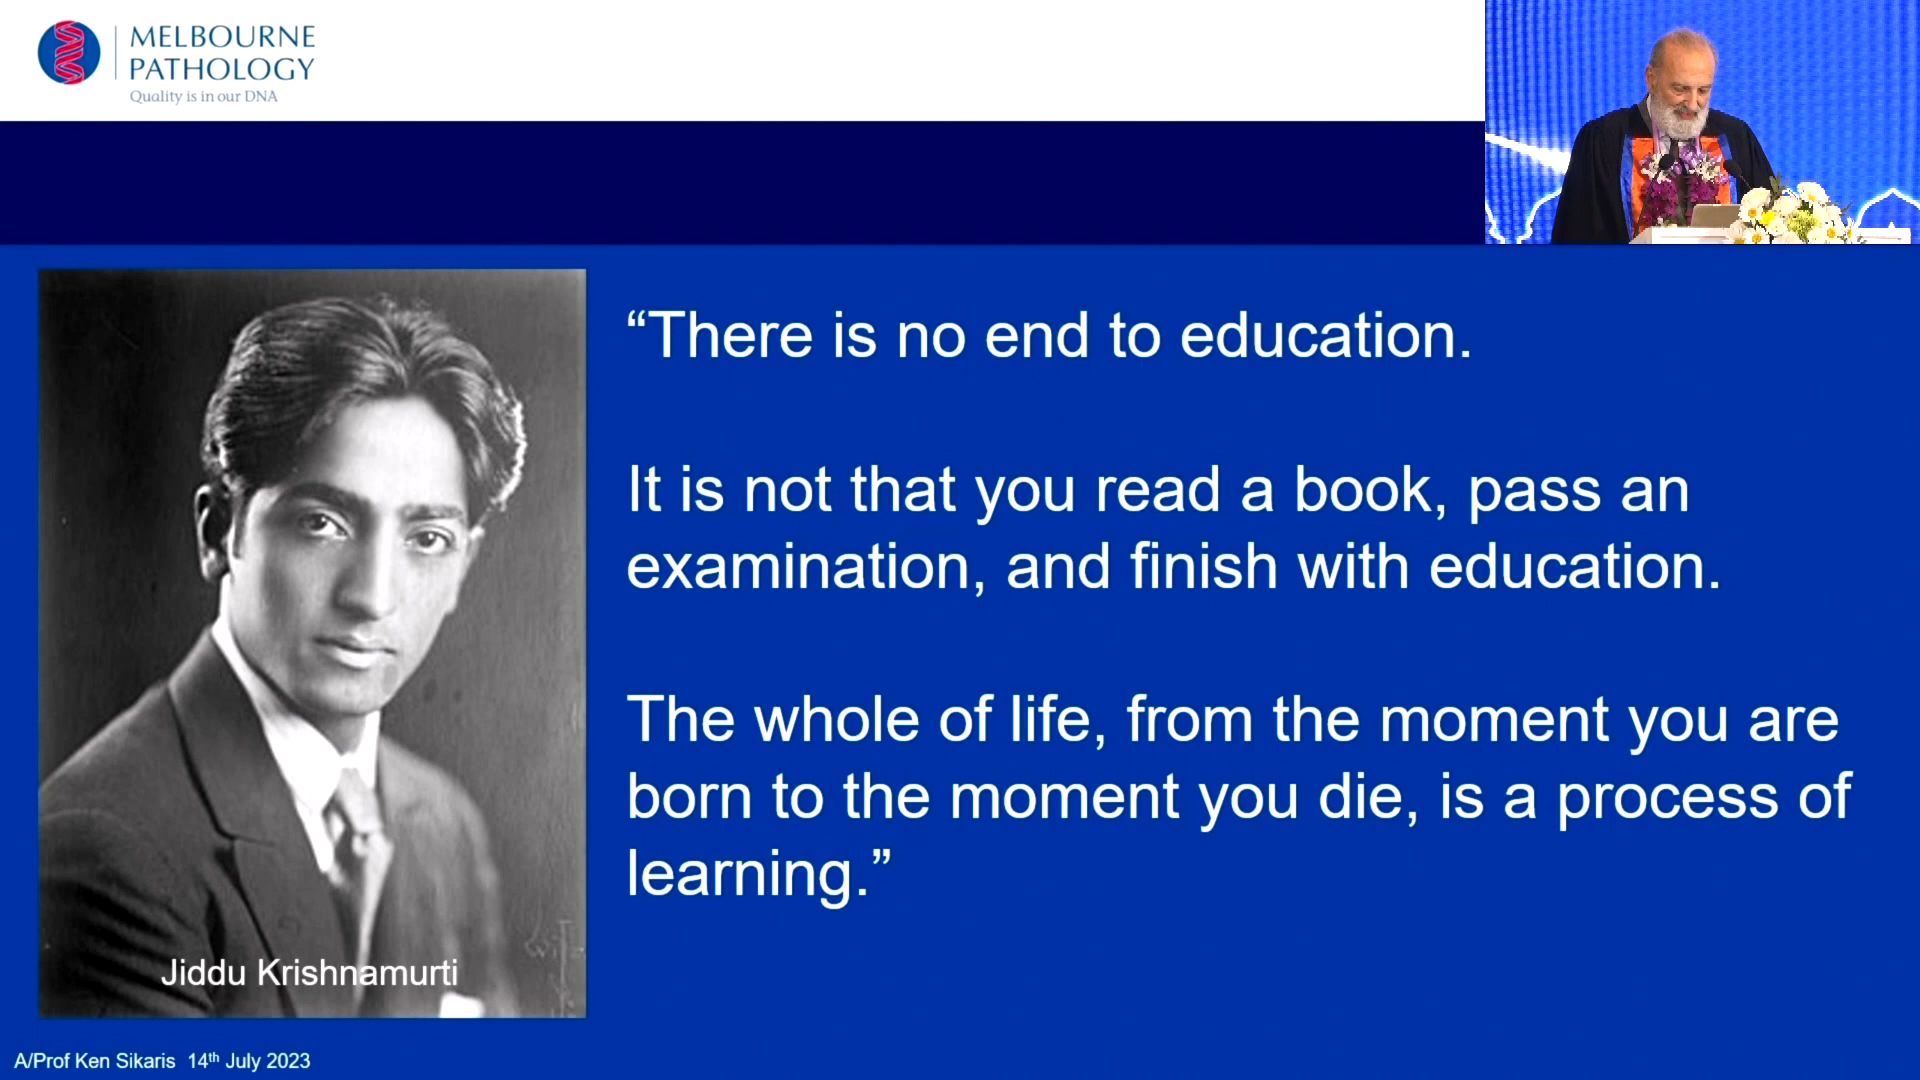 MELBOURNE
PATHOLOGY
Quality is in our DNA
“There is no end to education.
It is not that you read a book, pass an
examination, and finish with education.
The whole of life, from the moment you are
born to the moment you die, is a process of
learning.”
Jiddu Krishnamurti
A/Prof Ken Sikaris 14th July 2023